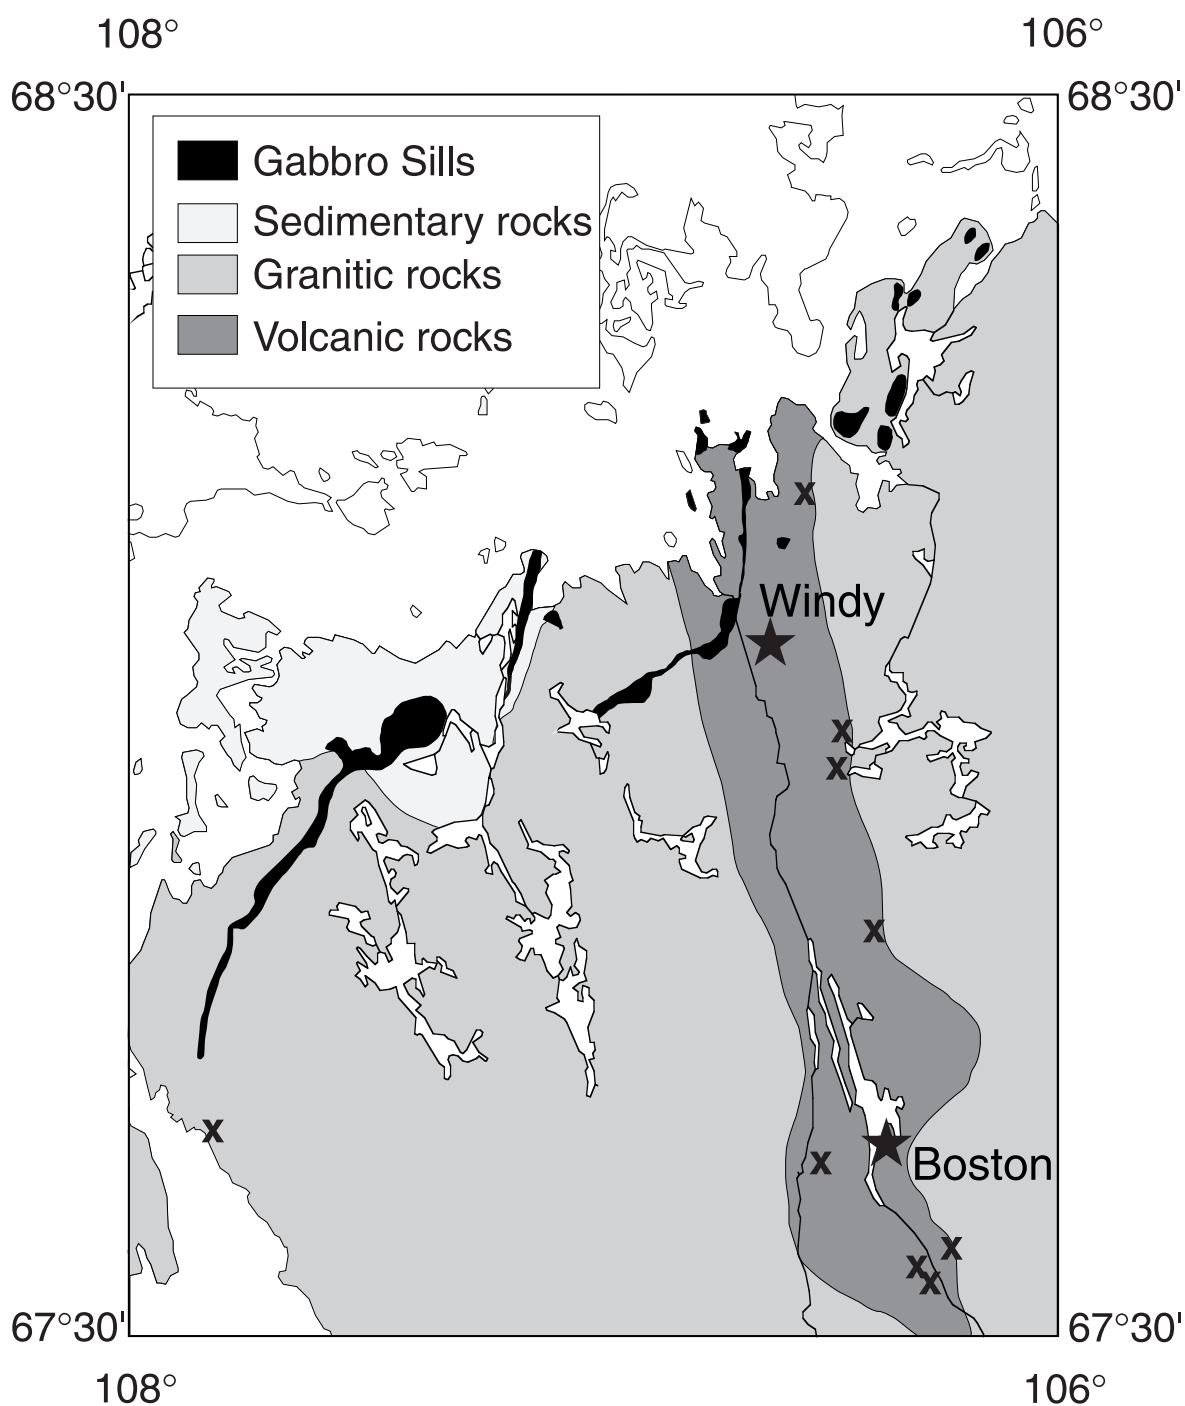 108° 106°
68°30' 68°30'
Gabbro Sills
Sedimentary rocks
Granitic rocks
Volcanic rocks
x
Windy
x
x
x
x
x
Boston
x
x
x
x
67°30' 67°30'
108° 106°